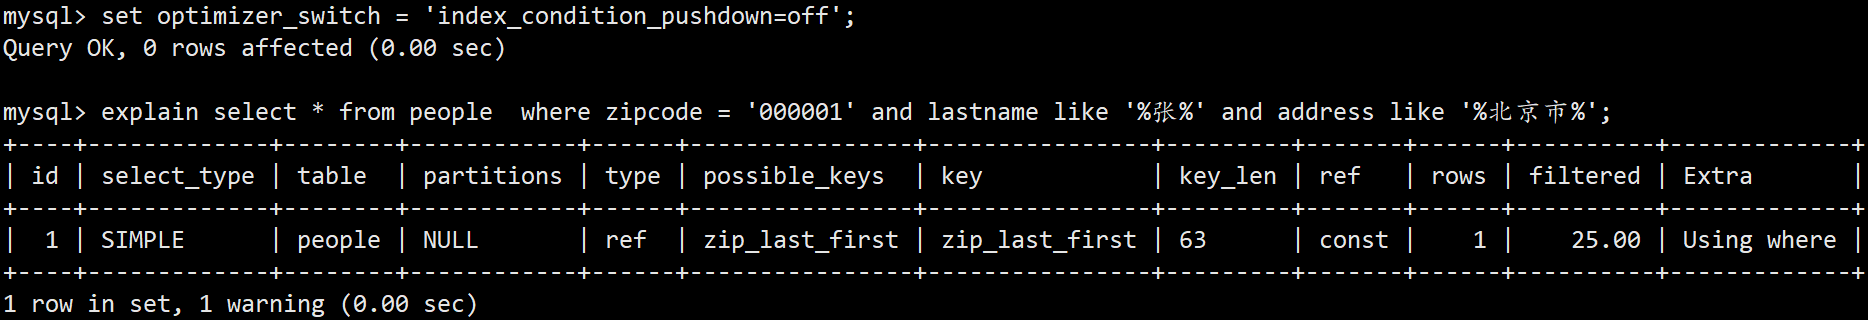 mysql> set optimizer_switch = 'index_condition_pushdown=off';
Query OK, 0 rows affected (0.00 sec)
mysql> explain select * from people  where zipcode = '000001' and lastname like '%张%' and address like '%北京市%';
+----+-------------+--------+------------+------+----------------+----------------+---------+-------+------+----------+-------------+
| id | select_type | table  | partitions | type | possible_keys  | key            | key_len | ref   | rows | filtered | Extra       |
+----+-------------+--------+------------+------+----------------+----------------+---------+-------+------+----------+-------------+
|  1 | SIMPLE      | people | NULL       | ref  | zip_last_first | zip_last_first | 63      | const |    1 |    25.00 | Using where |
+----+-------------+--------+------------+------+----------------+----------------+---------+-------+------+----------+-------------+
1 row in set, 1 warning (0.00 sec)